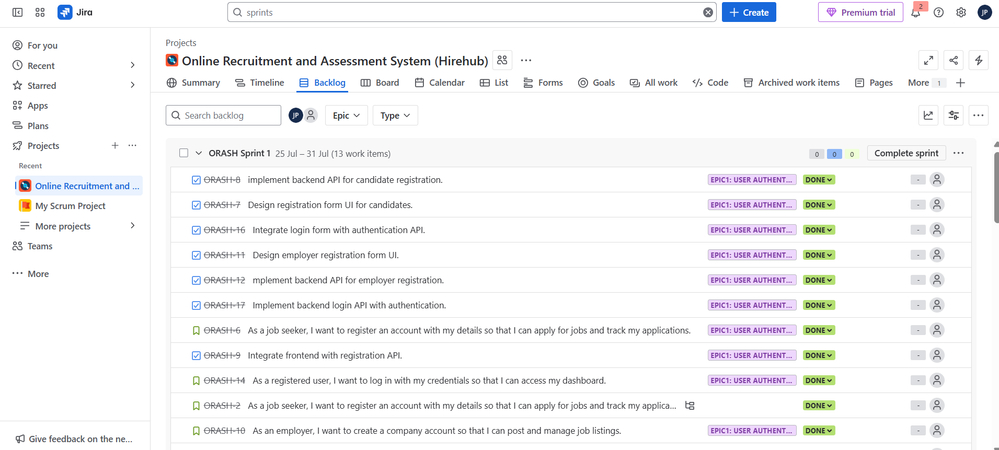 Jira
sprints
Create
Premium trial
2
JP
For you
Recent
Starred
Apps
Plans
Projects
Recent
Online Recruitment and ...
My Scrum Project
More projects
Teams
More
Give feedback on the ne...
Projects
Online Recruitment and Assessment System (Hirehub)
Summary Timeline Backlog Board Calendar List Forms Goals All work Code Archived work items Pages More 1
Search backlog JP Epic Type
ORASH Sprint 1 25 Jul – 31 Jul (13 work items) 0 0 0 Complete sprint
ORASH-8 implement backend API for candidate registration. EPIC1: USER AUTHENT... DONE -
ORASH-7 Design registration form UI for candidates. EPIC1: USER AUTHENT... DONE -
ORASH-16 Integrate login form with authentication API. EPIC1: USER AUTHENT... DONE -
ORASH-11 Design employer registration form UI. EPIC1: USER AUTHENT... DONE -
ORASH-12 mplement backend API for employer registration. EPIC1: USER AUTHENT... DONE -
ORASH-17 Implement backend login API with authentication. EPIC1: USER AUTHENT... DONE -
ORASH-6 As a job seeker, I want to register an account with my details so that I can apply for jobs and track my applications. EPIC1: USER AUTHENT... DONE -
ORASH-9 Integrate frontend with registration API. EPIC1: USER AUTHENT... DONE -
ORASH-14 As a registered user, I want to log in with my credentials so that I can access my dashboard. EPIC1: USER AUTHENT... DONE -
ORASH-2 As a job seeker, I want to register an account with my details so that I can apply for jobs and track my applica... DONE -
ORASH-10 As an employer, I want to create a company account so that I can post and manage job listings. EPIC1: USER AUTHENT... DONE -